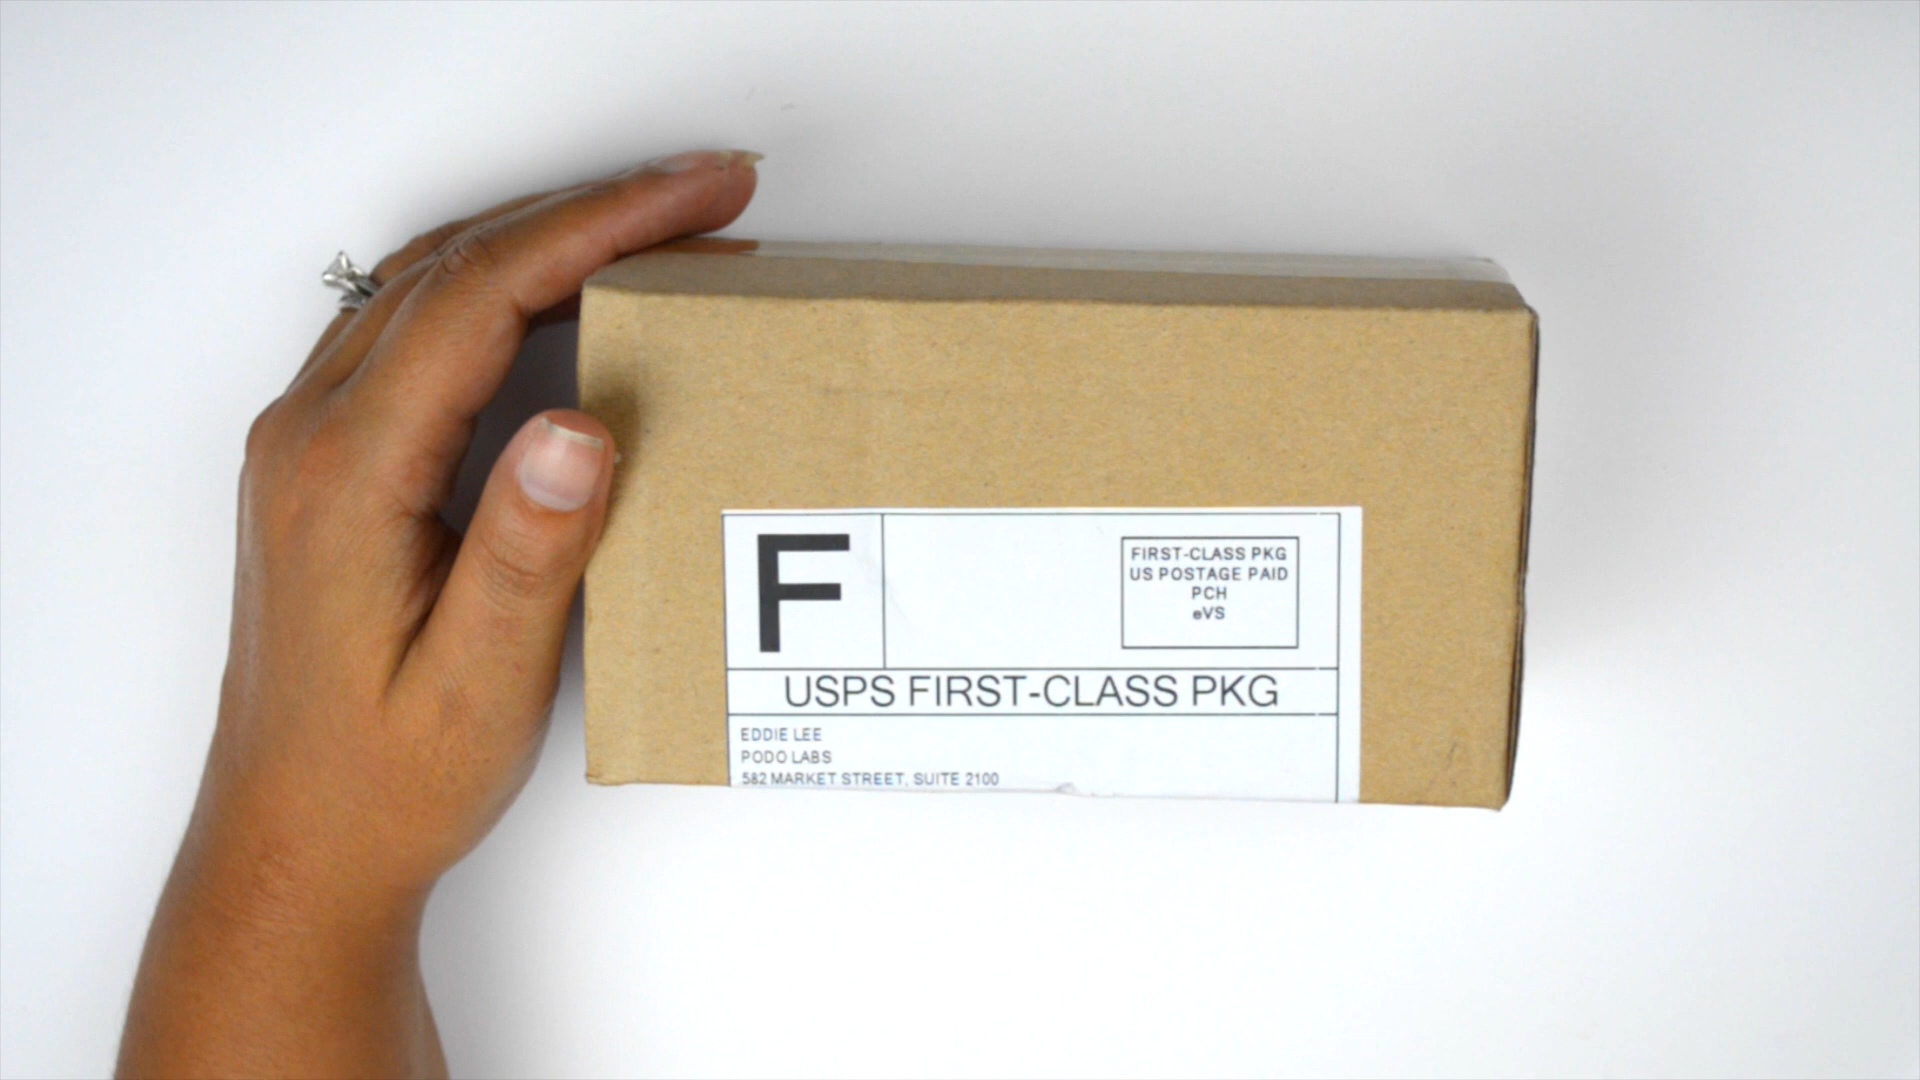 F
FIRST-CLASS PKG
US POSTAGE PAID
PCH
eVS
USPS FIRST-CLASS PKG
EDDIE LEE
PODO LABS
582 MARKET STREET, SUITE 2100